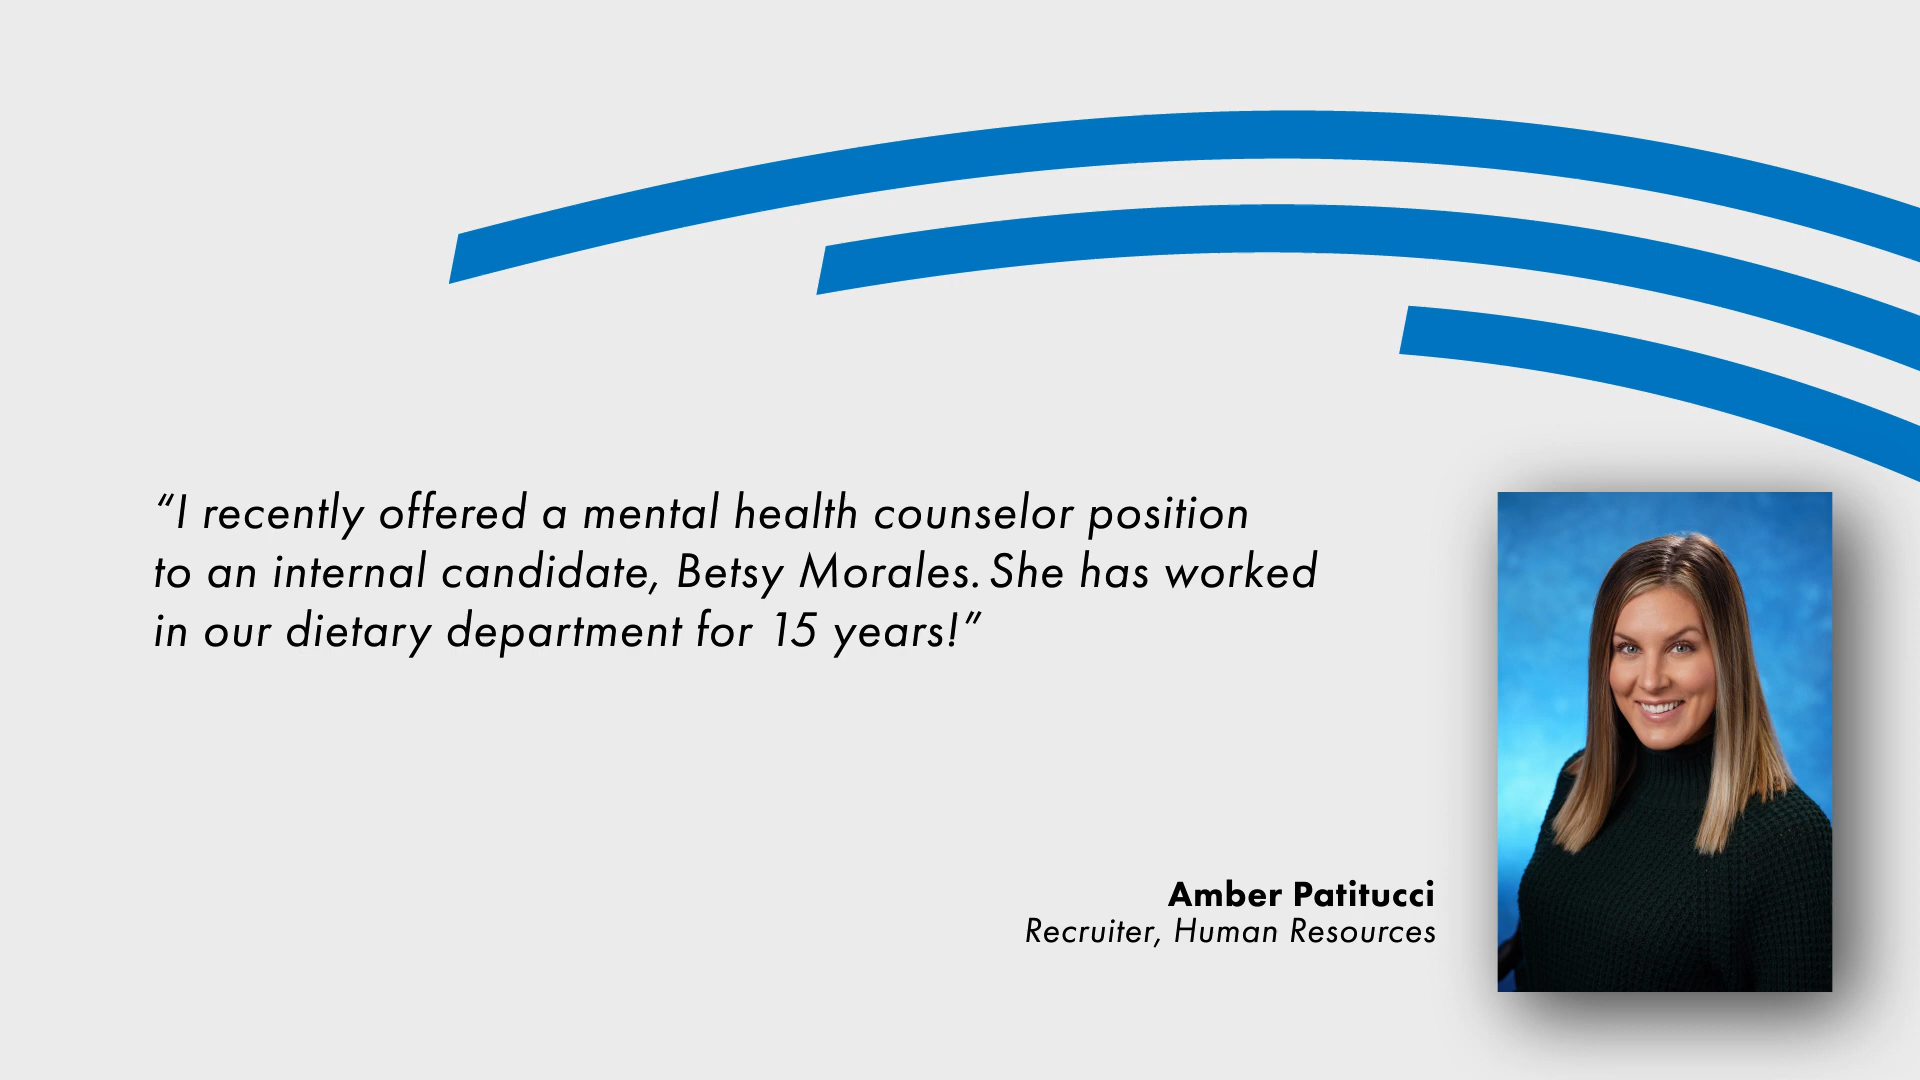 “I recently offered a mental health counselor position
to an internal candidate, Betsy Morales. She has worked
in our dietary department for 15 years!”
Amber Patitucci
Recruiter, Human Resources